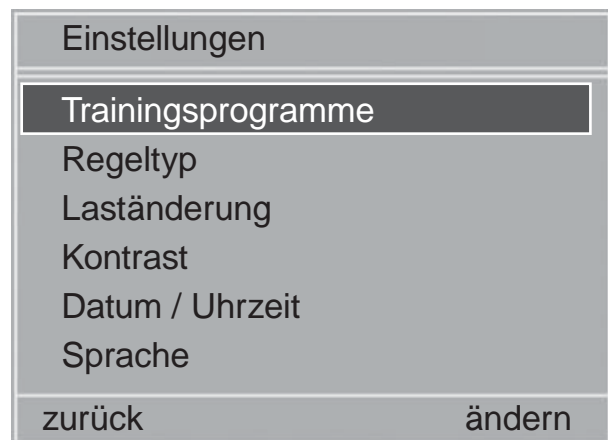 Einstellungen
Trainingsprogramme
Regeltyp
Laständerung
Kontrast
Datum / Uhrzeit
Sprache
zurück ändern